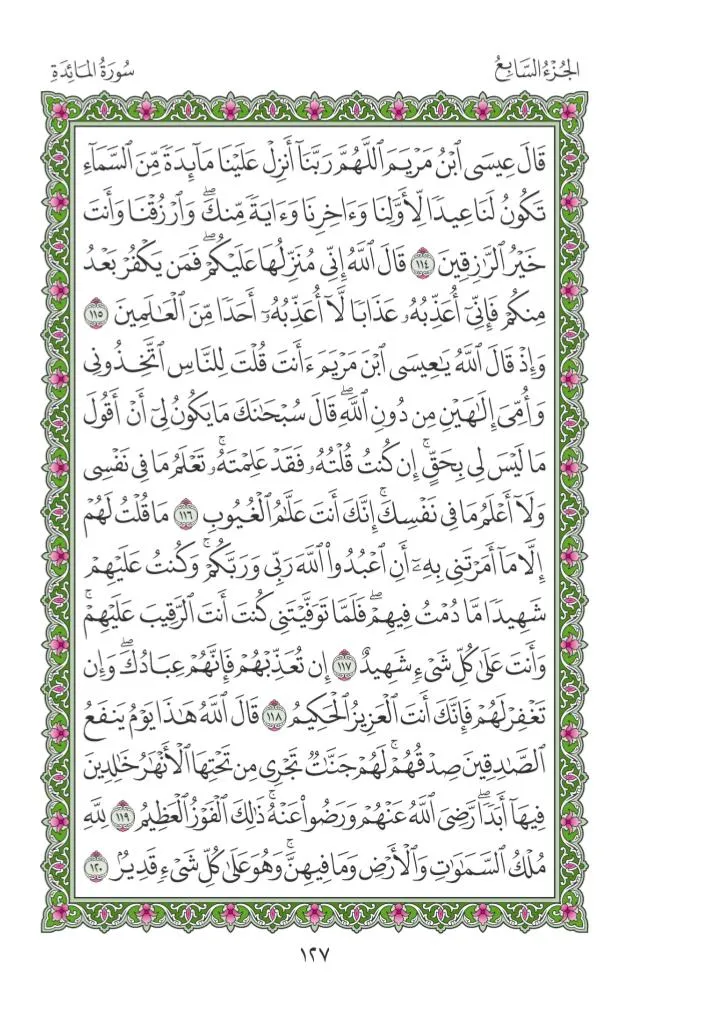 الجُزْءُ السَّابِعُ
سُورَةُ المَائِدَةِ
قَالَ عِيسَى ٱبۡنُ مَرۡيَمَ ٱللَّهُمَّ رَبَّنَآ أَنزِلۡ عَلَيۡنَا مَآئِدَةٗ مِّنَ ٱلسَّمَآءِ
تَكُونُ لَنَا عِيدٗا لِّأَوَّلِنَا وَءَاخِرِنَا وَءَايَةٗ مِّنكَۖ وَٱرۡزُقۡنَا وَأَنتَ
خَيۡرُ ٱلرَّٰزِقِينَ ١١٤ قَالَ ٱللَّهُ إِنِّي مُنَزِّلُهَا عَلَيۡكُمۡۖ فَمَن يَكۡفُرۡ بَعۡدُ
مِنكُمۡ فَإِنِّيٓ أُعَذِّبُهُۥ عَذَابٗا لَّآ أُعَذِّبُهُۥٓ أَحَدٗا مِّنَ ٱلۡعَٰلَمِينَ ١١٥
وَإِذۡ قَالَ ٱللَّهُ يَٰعِيسَى ٱبۡنَ مَرۡيَمَ ءَأَنتَ قُلۡتَ لِلنَّاسِ ٱتَّخِذُونِي
وَأُمِّيَ إِلَٰهَيۡنِ مِن دُونِ ٱللَّهِۖ قَالَ سُبۡحَٰنَكَ مَا يَكُونُ لِيٓ أَنۡ أَقُولَ
مَا لَيۡسَ لِي بِحَقٍّۚ إِن كُنتُ قُلۡتُهُۥ فَقَدۡ عَلِمۡتَهُۥۚ تَعۡلَمُ مَا فِي نَفۡسِي
وَلَآ أَعۡلَمُ مَا فِي نَفۡسِكَۚ إِنَّكَ أَنتَ عَلَّٰمُ ٱلۡغُيُوبِ ١١٦ مَا قُلۡتُ لَهُمۡ
إِلَّا مَآ أَمَرۡتَنِي بِهِۦٓ أَنِ ٱعۡبُدُواْ ٱللَّهَ رَبِّي وَرَبَّكُمۡۚ وَكُنتُ عَلَيۡهِمۡ
شَهِيدٗا مَّا دُمۡتُ فِيهِمۡۖ فَلَمَّا تَوَفَّيۡتَنِي كُنتَ أَنتَ ٱلرَّقِيبَ عَلَيۡهِمۡۚ
وَأَنتَ عَلَىٰ كُلِّ شَيۡءٖ شَهِيدٌ ١١٧ إِن تُعَذِّبۡهُمۡ فَإِنَّهُمۡ عِبَادُكَۖ وَإِن
تَغۡفِرۡ لَهُمۡ فَإِنَّكَ أَنتَ ٱلۡعَزِيزُ ٱلۡحَكِيمُ ١١٨ قَالَ ٱللَّهُ هَٰذَا يَوۡمُ يَنفَعُ
ٱلصَّٰدِقِينَ صِدۡقُهُمۡۚ لَهُمۡ جَنَّٰتٞ تَجۡرِي مِن تَحۡتِهَا ٱلۡأَنۡهَٰرُ خَٰلِدِينَ
فِيهَآ أَبَدٗاۖ رَّضِيَ ٱللَّهُ عَنۡهُمۡ وَرَضُواْ عَنۡهُۚ ذَٰلِكَ ٱلۡفَوۡزُ ٱلۡعَظِيمُ ١١٩ لِلَّهِ
مُلۡكُ ٱلسَّمَٰوَٰتِ وَٱلۡأَرۡضِ وَمَا فِيهِنَّۚ وَهُوَ عَلَىٰ كُلِّ شَيۡءٖ قَدِيرُۢ ١٢٠
١٢٧